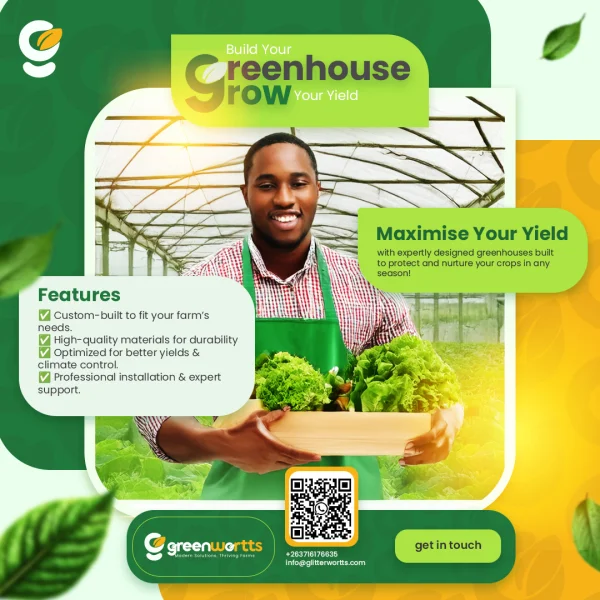 Build Your
greenhouse
grow Your Yield
Maximise Your Yield
with expertly designed greenhouses built
to protect and nurture your crops in any
season!
Features
✅ Custom-built to fit your farm's
needs.
✅ High-quality materials for durability
✅ Optimized for better yields &
climate control.
✅ Professional installation & expert
support.
greenwortts
Modern Solutions, Thriving Farms
+263716176635
info@glitterwortts.com
get in touch